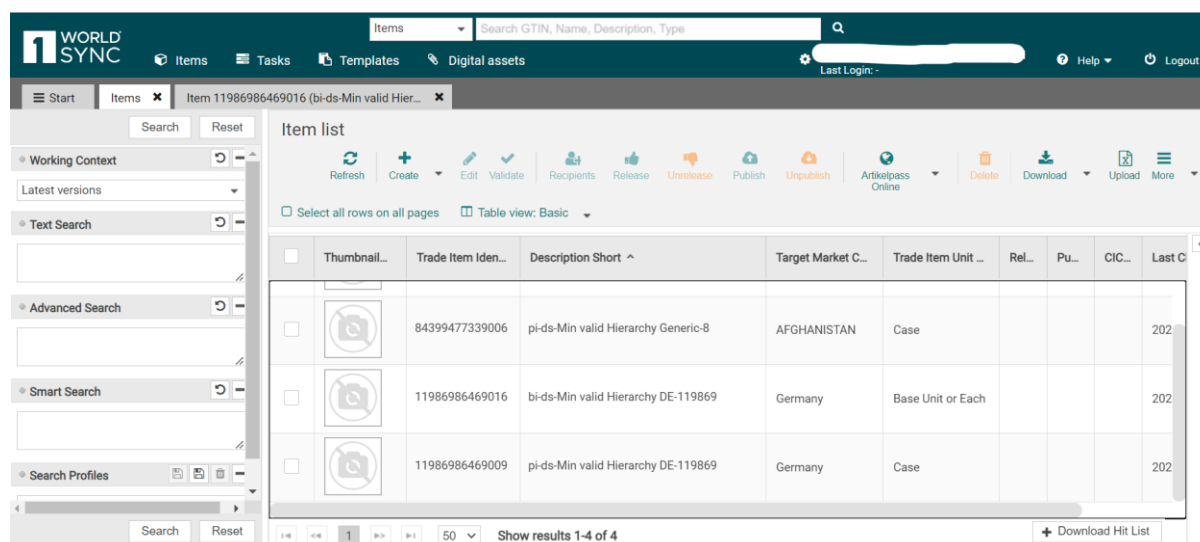 1 WORLD SYNC
Items
Search GTIN, Name, Description, Type
Items
Tasks
Templates
Digital assets
Last Login: -
Help
Logout
Start
Items
Item 11986986469016 (bi-ds-Min valid Hier...
Search
Reset
Working Context
Latest versions
Text Search
Advanced Search
Smart Search
Search Profiles
Search
Reset
Item list
Refresh
Create
Edit
Validate
Recipients
Release
Unrelease
Publish
Unpublish
Artikelpass Online
Delete
Download
Upload
More
Select all rows on all pages
Table view: Basic
Thumbnail... Trade Item Iden... Description Short Target Market C... Trade Item Unit ... Rel... Pu... CIC... Last C
84399477339006 pi-ds-Min valid Hierarchy Generic-8 AFGHANISTAN Case 202
11986986469016 bi-ds-Min valid Hierarchy DE-119869 Germany Base Unit or Each 202
11986986469009 pi-ds-Min valid Hierarchy DE-119869 Germany Case 202
1
50
Show results 1-4 of 4
Download Hit List